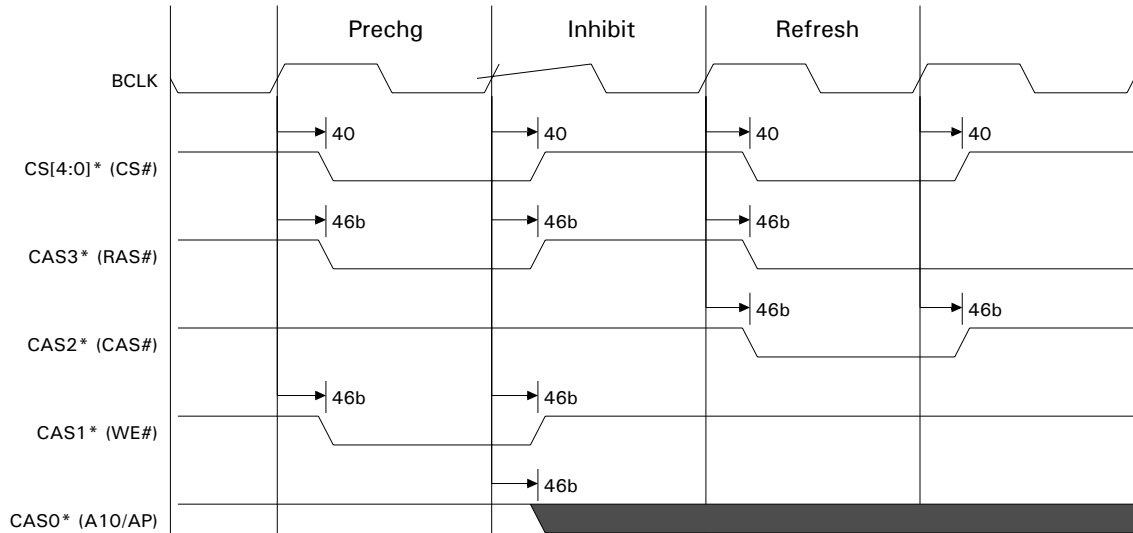 Prechg Inhibit Refresh
BCLK
40 40 40 40
CS[4:0]* (CS#)
46b 46b 46b
CAS3* (RAS#)
46b 46b
CAS2* (CAS#)
46b 46b
CAS1* (WE#)
46b
CAS0* (A10/AP)